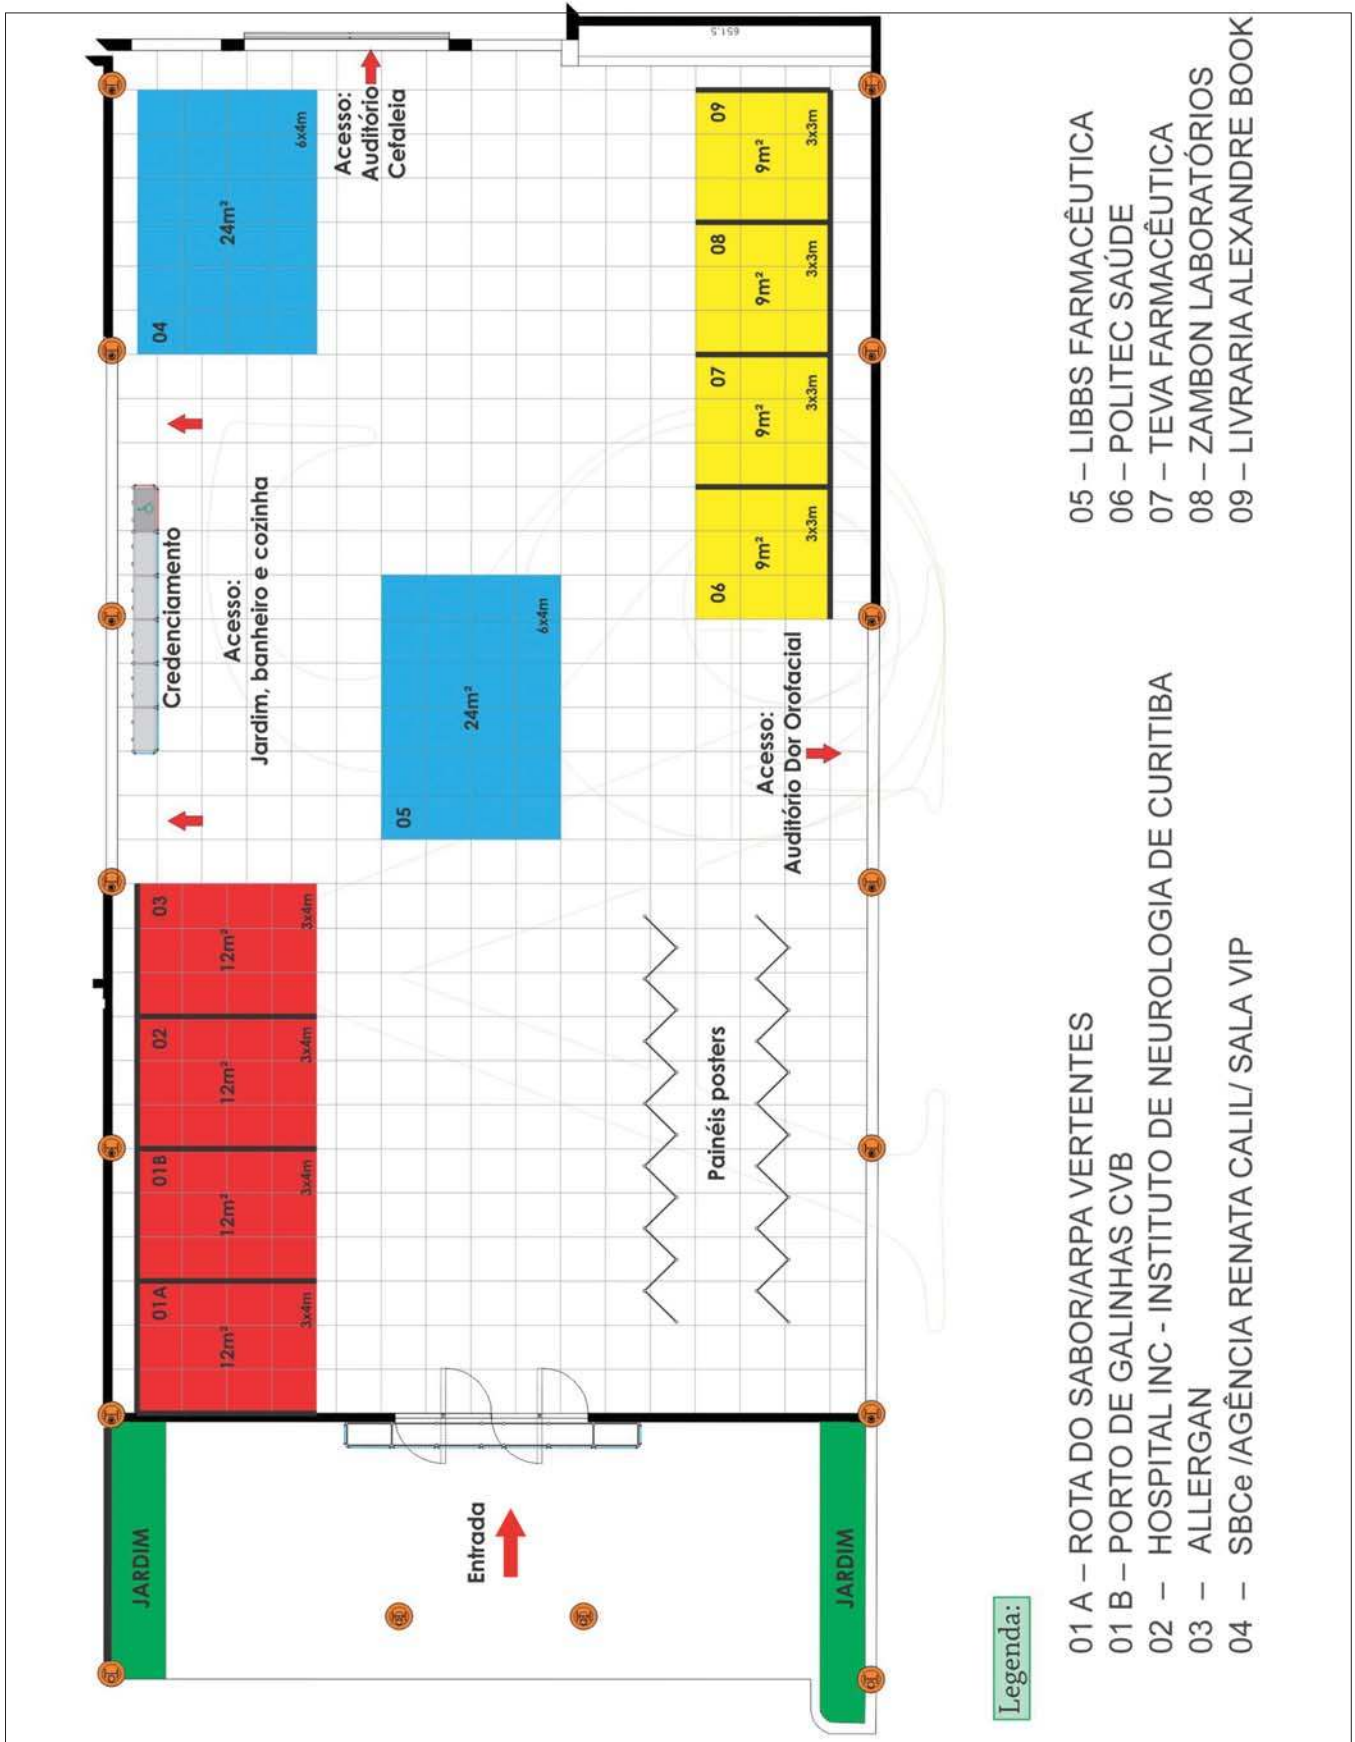 JARDIM
JARDIM
Entrada
01A
12m²
3x4m
01B
12m²
3x4m
02
12m²
3x4m
03
12m²
3x4m
Painéis posters
Credenciamento
Acesso:
Jardim, banheiro e cozinha
05
24m²
6x4m
Acesso:
Auditório Dor Orofacial
04
24m²
6x4m
Acesso:
Auditório
Cefaleia
06
9m²
3x3m
07
9m²
3x3m
08
9m²
3x3m
09
9m²
3x3m
651.5
Legenda:
01 A – ROTA DO SABOR/ARPA VERTENTES
01 B – PORTO DE GALINHAS CVB
02 – HOSPITAL INC - INSTITUTO DE NEUROLOGIA DE CURITIBA
03 – ALLERGAN
04 – SBCe /AGÊNCIA RENATA CALIL/ SALA VIP
05 – LIBBS FARMACÊUTICA
06 – POLITEC SAÚDE
07 – TEVA FARMACÊUTICA
08 – ZAMBON LABORATÓRIOS
09 – LIVRARIA ALEXANDRE BOOK